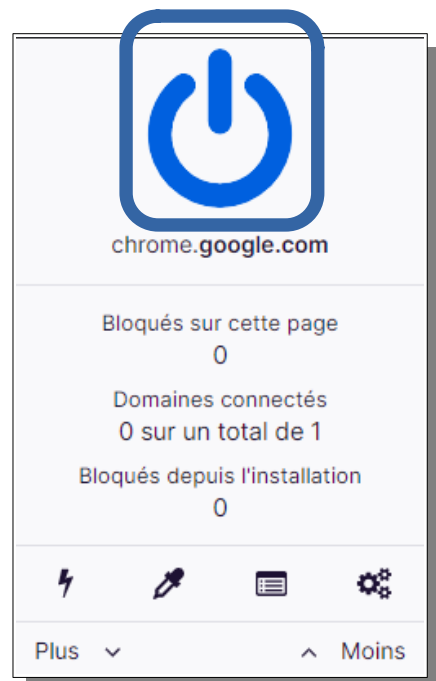 chrome.google.com
Bloqués sur cette page
0
Domaines connectés
0 sur un total de 1
Bloqués depuis l'installation
0
Plus Moins